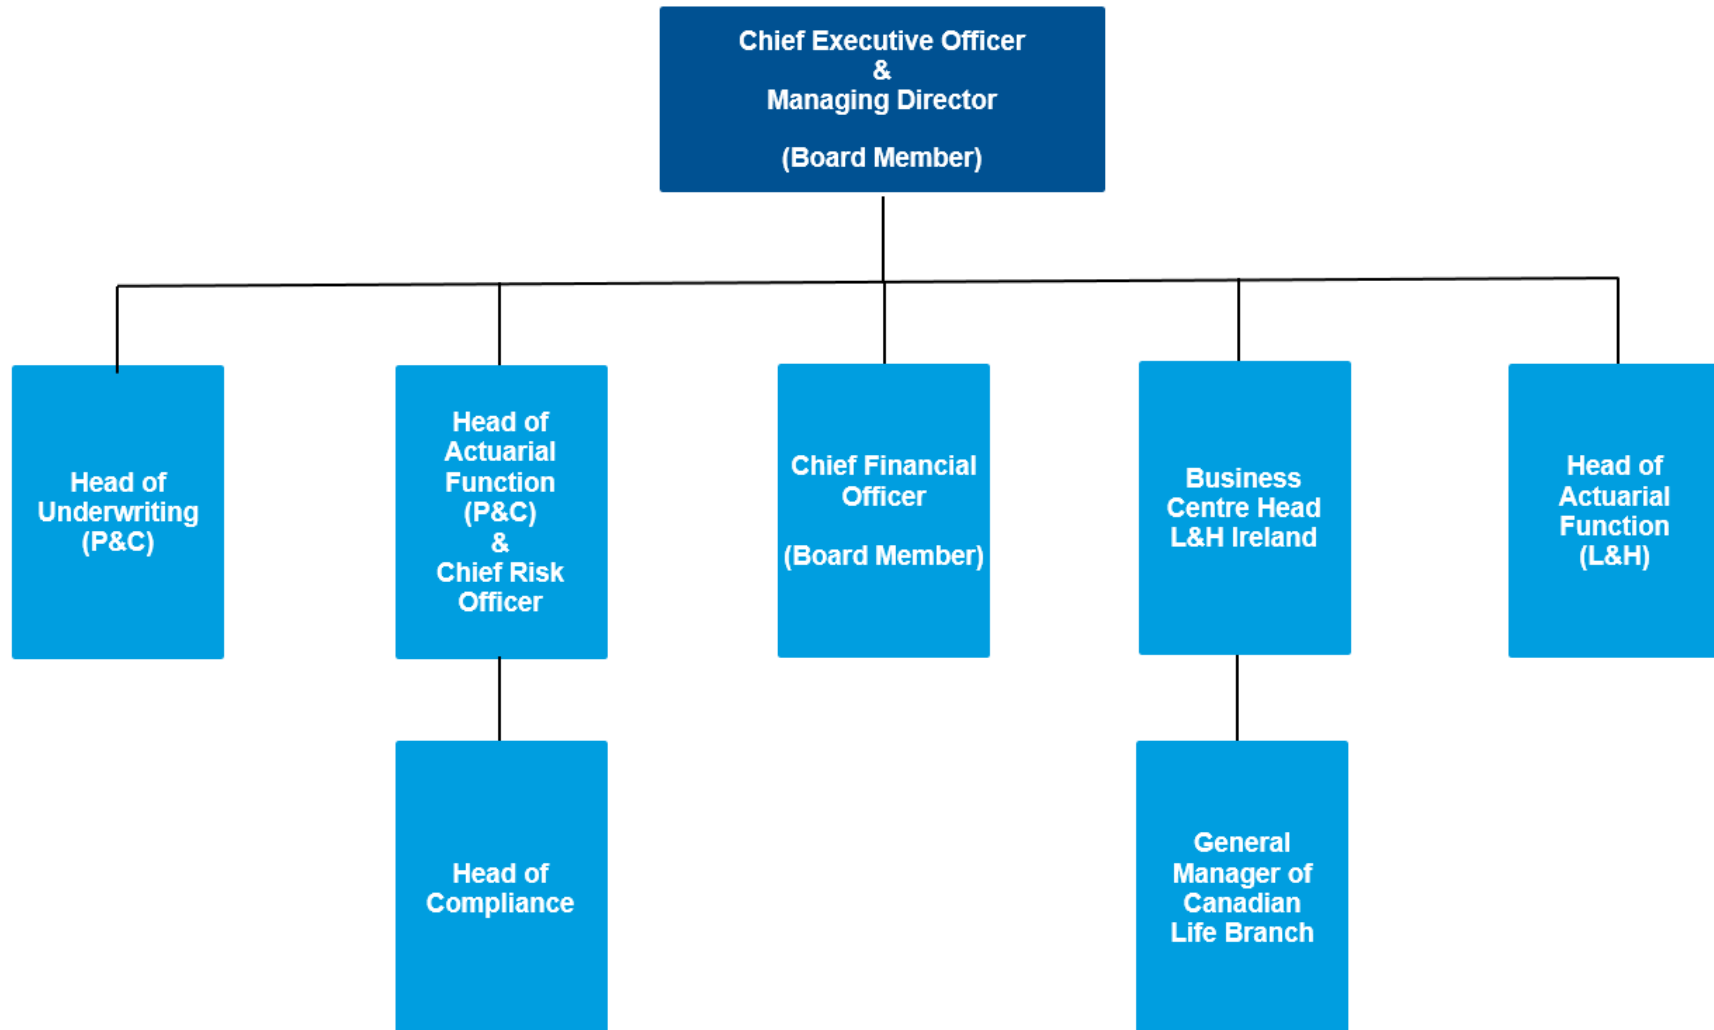 Chief Executive Officer
&
Managing Director
(Board Member)
Head of
Underwriting
(P&C)
Head of
Actuarial
Function
(P&C)
&
Chief Risk
Officer
Chief Financial
Officer
(Board Member)
Business
Centre Head
L&H Ireland
Head of
Actuarial
Function
(L&H)
Head of
Compliance
General
Manager of
Canadian
Life Branch